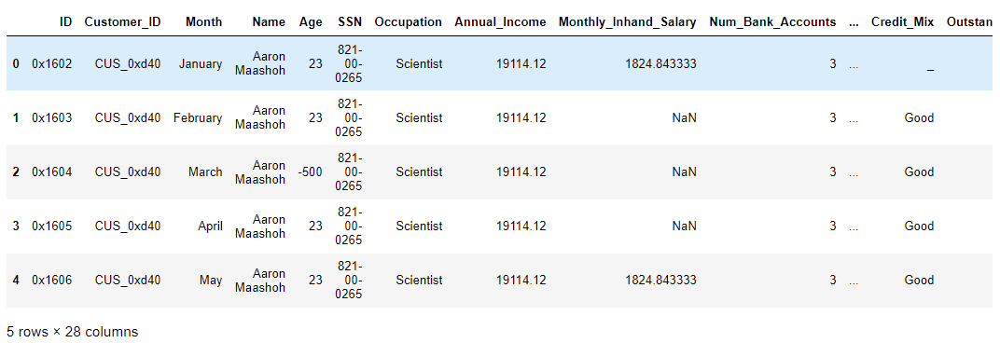 ID Customer_ID Month Name Age SSN Occupation Annual_Income Monthly_Inhand_Salary Num_Bank_Accounts ... Credit_Mix Outstan
0 0x1602 CUS_0xd40 January Aaron Maashoh 23 821-00-0265 Scientist 19114.12 1824.843333 3 ... _
1 0x1603 CUS_0xd40 February Aaron Maashoh 23 821-00-0265 Scientist 19114.12 NaN 3 ... Good
2 0x1604 CUS_0xd40 March Aaron Maashoh -500 821-00-0265 Scientist 19114.12 NaN 3 ... Good
3 0x1605 CUS_0xd40 April Aaron Maashoh 23 821-00-0265 Scientist 19114.12 NaN 3 ... Good
4 0x1606 CUS_0xd40 May Aaron Maashoh 23 821-00-0265 Scientist 19114.12 1824.843333 3 ... Good
5 rows × 28 columns